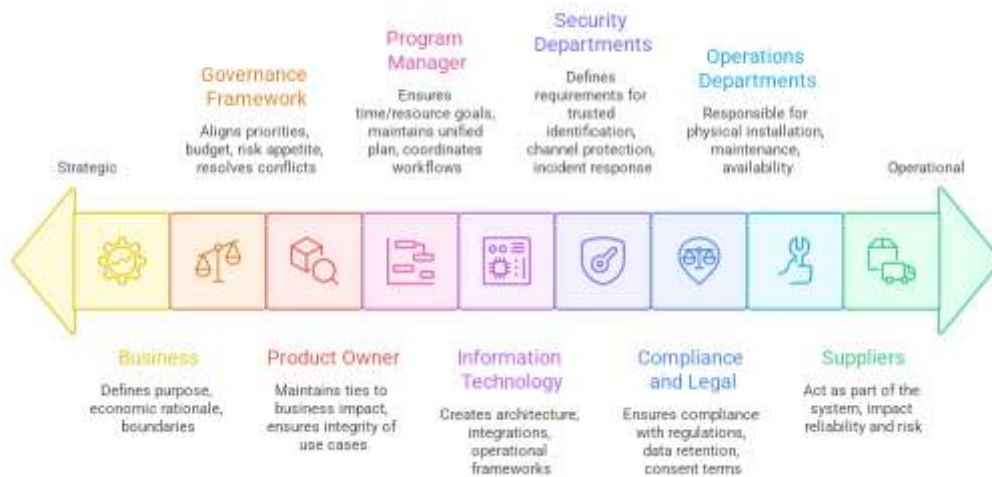 Strategic
Business
Defines purpose,
economic rationale,
boundaries
Governance
Framework
Aligns priorities,
budget, risk appetite,
resolves conflicts
Product Owner
Maintains ties to
business impact,
ensures integrity of
use cases
Program
Manager
Ensures
time/resource goals,
maintains unified
plan, coordinates
workflows
Information
Technology
Creates architecture,
integrations,
operational
frameworks
Security
Departments
Defines
requirements for
trusted
identification,
channel protection,
incident response
Compliance
and Legal
Ensures compliance
with regulations,
data retention,
consent terms
Operations
Departments
Responsible for
physical installation,
maintenance,
availability
Suppliers
Act as part of the
system, impact
reliability and risk
Operational